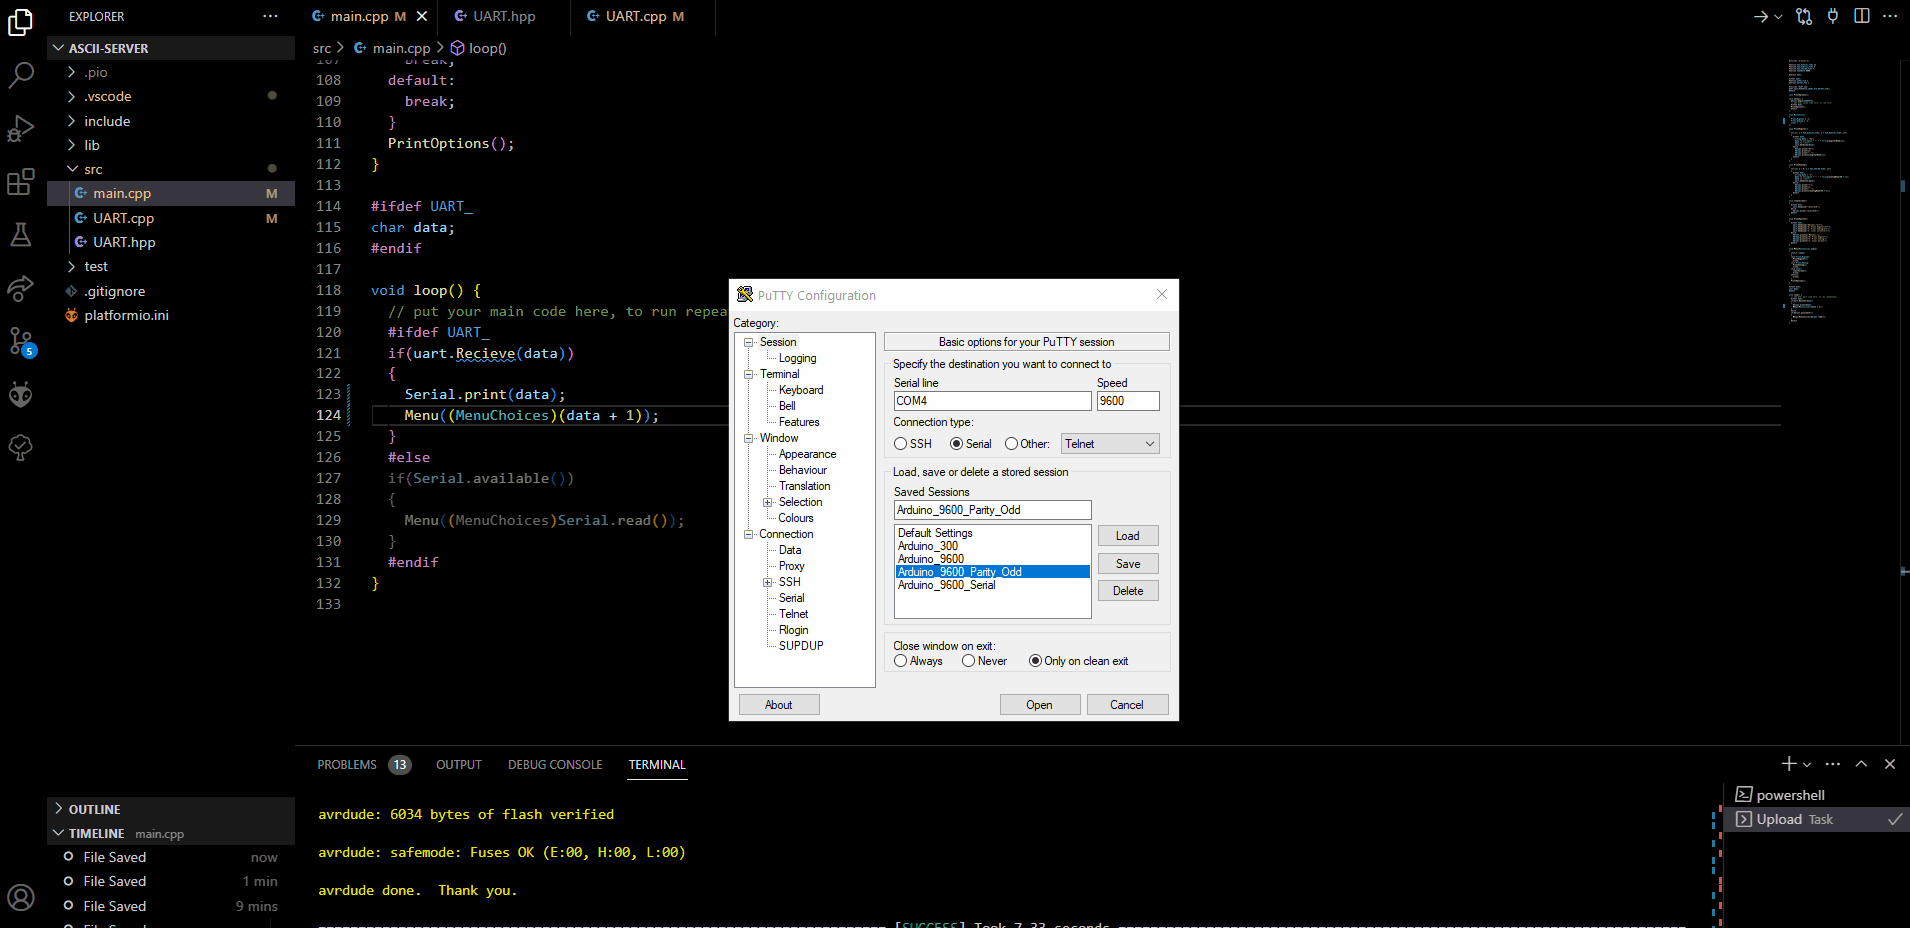 EXPLORER
ASCII-SERVER
.pio
.vscode
include
lib
src
main.cpp M
UART.cpp M
UART.hpp
test
.gitignore
platformio.ini
5
OUTLINE
TIMELINE main.cpp
File Saved now
File Saved 1 min
File Saved 9 mins
main.cpp M
UART.hpp
UART.cpp M
src > main.cpp > loop()
107 break;
108 default:
109 break;
110 }
111 PrintOptions();
112 }
113
114 #ifdef UART_
115 char data;
116 #endif
117
118 void loop() {
119 // put your main code here, to run repea
120 #ifdef UART_
121 if(uart.Recieve(data))
122 {
123 Serial.print(data);
124 Menu((MenuChoices)(data + 1));
125 }
126 #else
127 if(Serial.available())
128 {
129 Menu((MenuChoices)Serial.read());
130 }
131 #endif
132 }
133
PuTTY Configuration
Category:
Session
Logging
Terminal
Keyboard
Bell
Features
Window
Appearance
Behaviour
Translation
Selection
Colours
Connection
Data
Proxy
SSH
Serial
Telnet
Rlogin
SUPDUP
Basic options for your PuTTY session
Specify the destination you want to connect to
Serial line Speed
COM4 9600
Connection type:
SSH Serial Other: Telnet
Load, save or delete a stored session
Saved Sessions
Arduino_9600_Parity_Odd
Default Settings
Arduino_300
Arduino_9600
Arduino_9600_Parity_Odd
Arduino_9600_Serial
Load
Save
Delete
Close window on exit:
Always Never Only on clean exit
About Open Cancel
PROBLEMS 13 OUTPUT DEBUG CONSOLE TERMINAL
avrdude: 6034 bytes of flash verified
avrdude: safemode: Fuses OK (E:00, H:00, L:00)
avrdude done.  Thank you.
[SUCCESS] Took 7.33 seconds
powershell
Upload Task